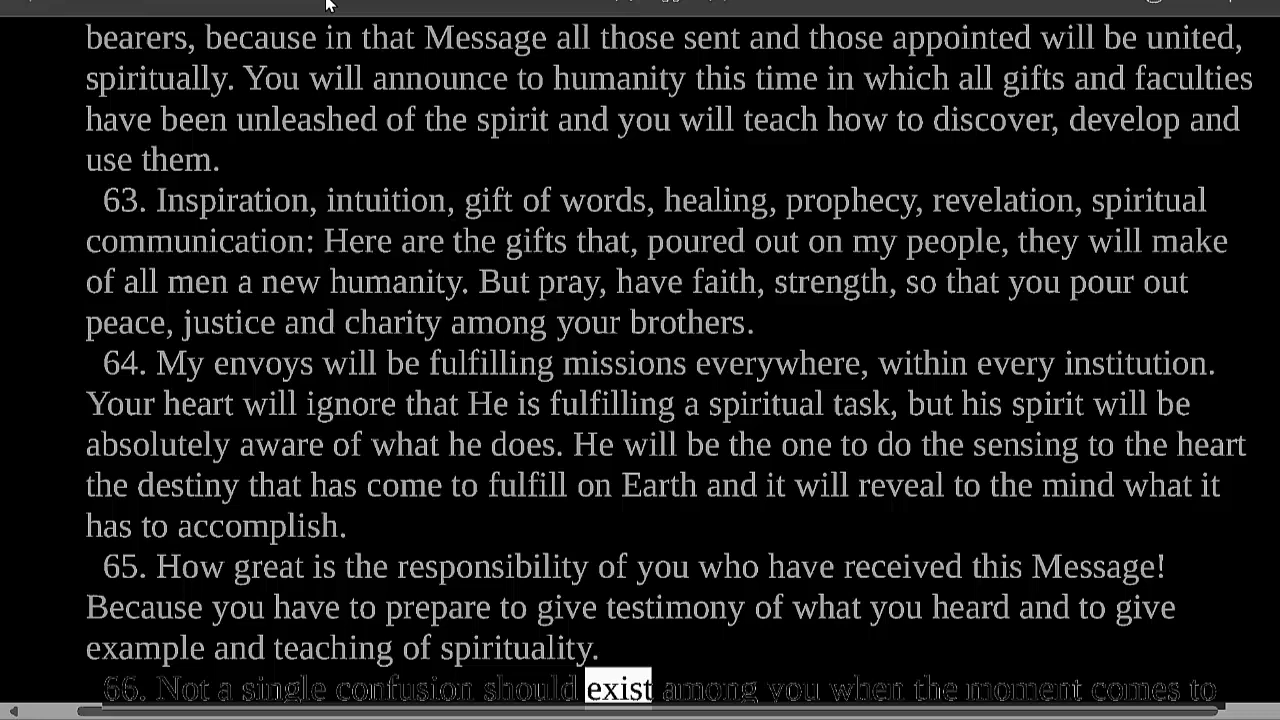 bearers, because in that Message all those sent and those appointed will be united,
spiritually. You will announce to humanity this time in which all gifts and faculties
have been unleashed of the spirit and you will teach how to discover, develop and
use them.
63. Inspiration, intuition, gift of words, healing, prophecy, revelation, spiritual
communication: Here are the gifts that, poured out on my people, they will make
of all men a new humanity. But pray, have faith, strength, so that you pour out
peace, justice and charity among your brothers.
64. My envoys will be fulfilling missions everywhere, within every institution.
Your heart will ignore that He is fulfilling a spiritual task, but his spirit will be
absolutely aware of what he does. He will be the one to do the sensing to the heart
the destiny that has come to fulfill on Earth and it will reveal to the mind what it
has to accomplish.
65. How great is the responsibility of you who have received this Message!
Because you have to prepare to give testimony of what you heard and to give
example and teaching of spirituality.
66. Not a single confusion should exist among you when the moment comes to